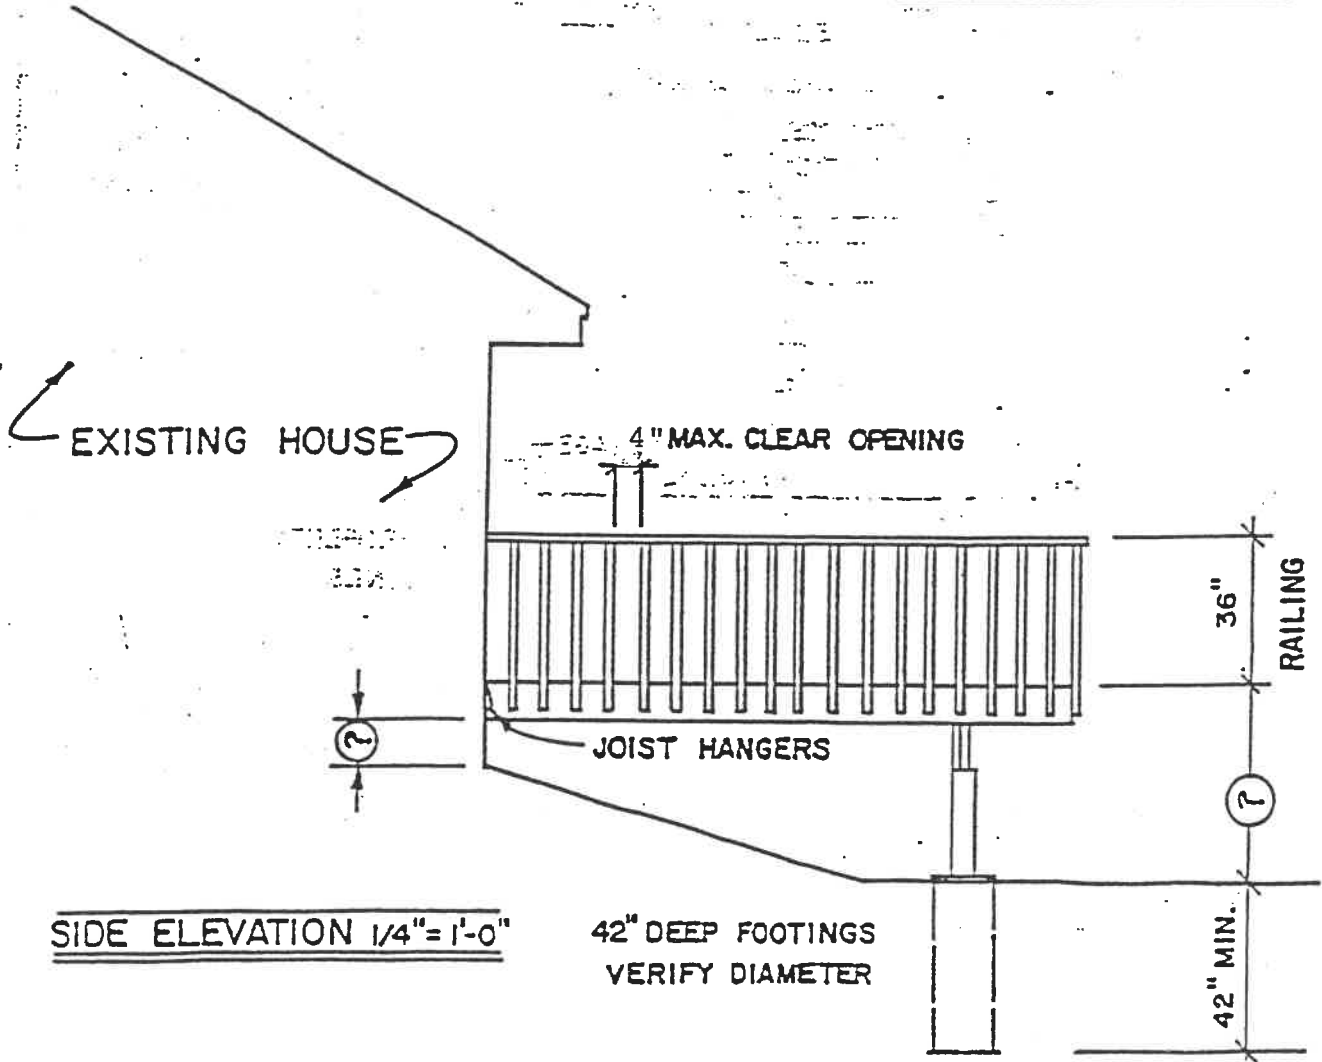 EXISTING HOUSE
4" MAX. CLEAR OPENING
36"
RAILING
?
JOIST HANGERS
?
SIDE ELEVATION 1/4"=1'-0"
42" DEEP FOOTINGS
VERIFY DIAMETER
42" MIN.